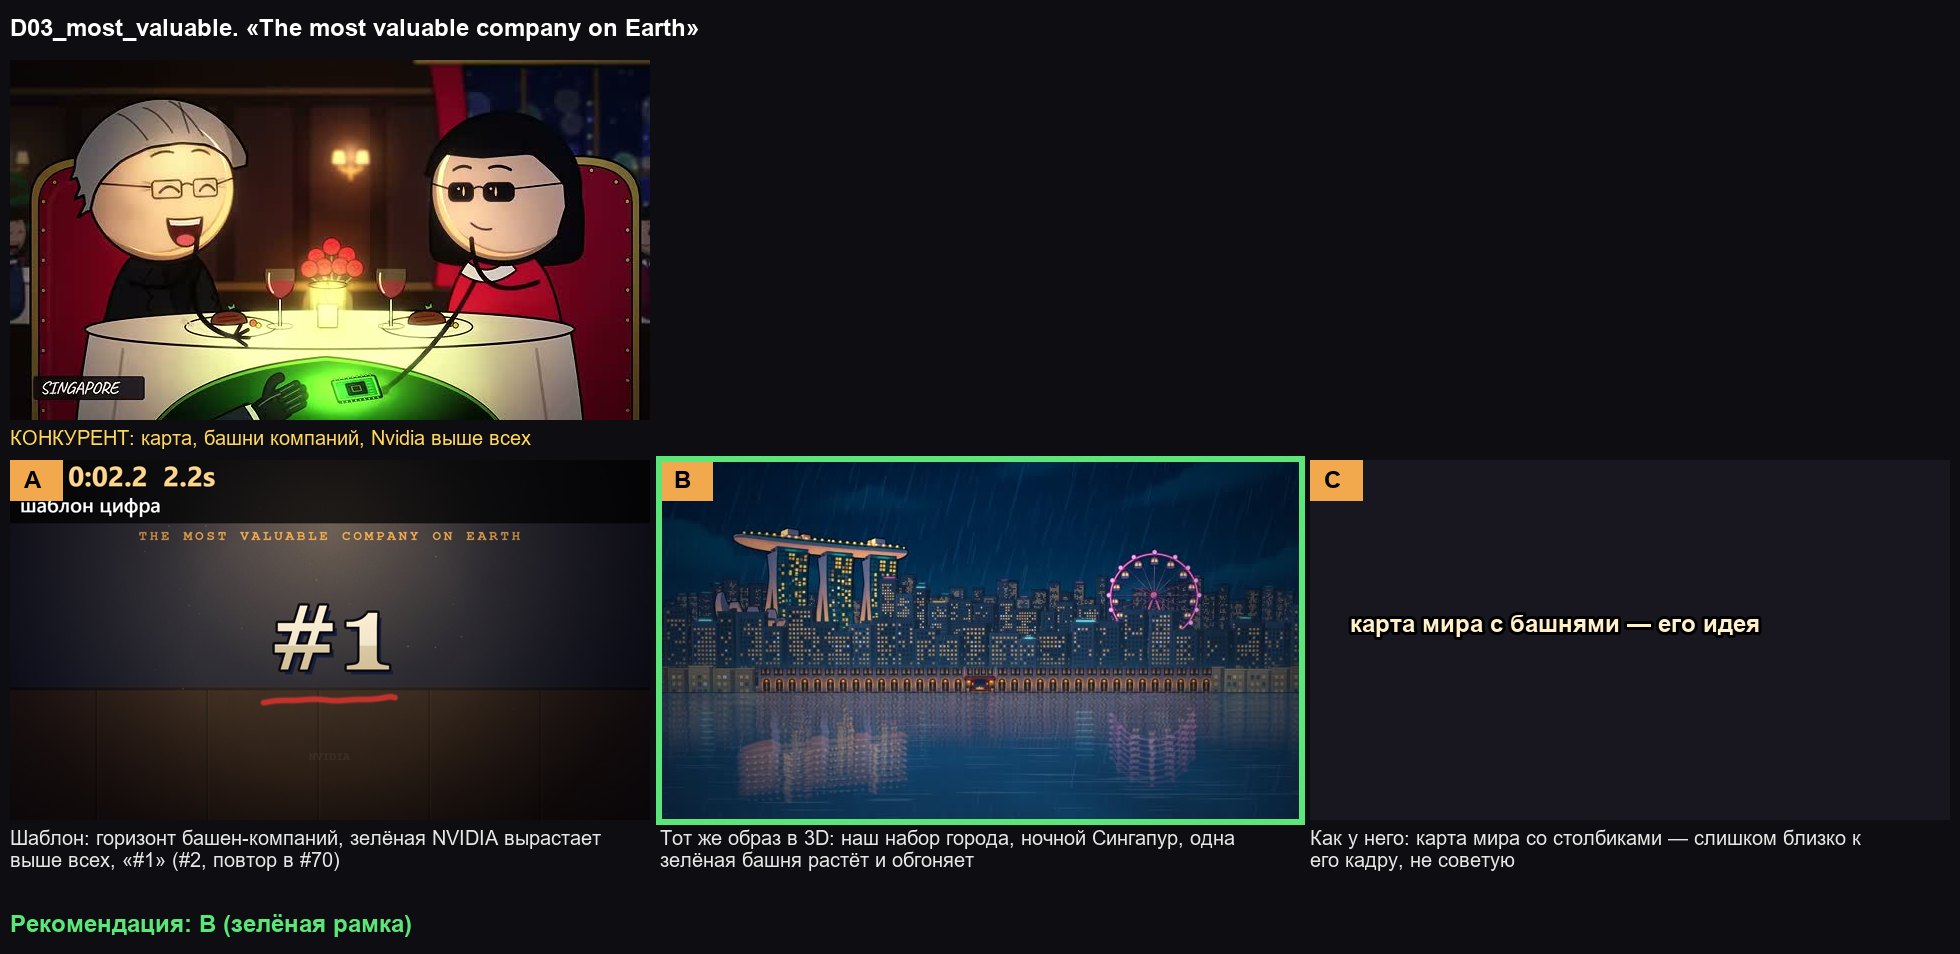 D03_most_valuable. «The most valuable company on Earth»
SINGAPORE
КОНКУРЕНТ: карта, башни компаний, Nvidia выше всех
A 0:02.2 2.2s
шаблон цифра
THE MOST VALUABLE COMPANY ON EARTH
#1
NVIDIA
Шаблон: горизонт башен-компаний, зелёная NVIDIA вырастает
выше всех, «#1» (#2, повтор в #70)
B
Тот же образ в 3D: наш набор города, ночной Сингапур, одна
зелёная башня растёт и обгоняет
C
карта мира с башнями — его идея
Как у него: карта мира со столбиками — слишком близко к
его кадру, не советую
Рекомендация: B (зелёная рамка)